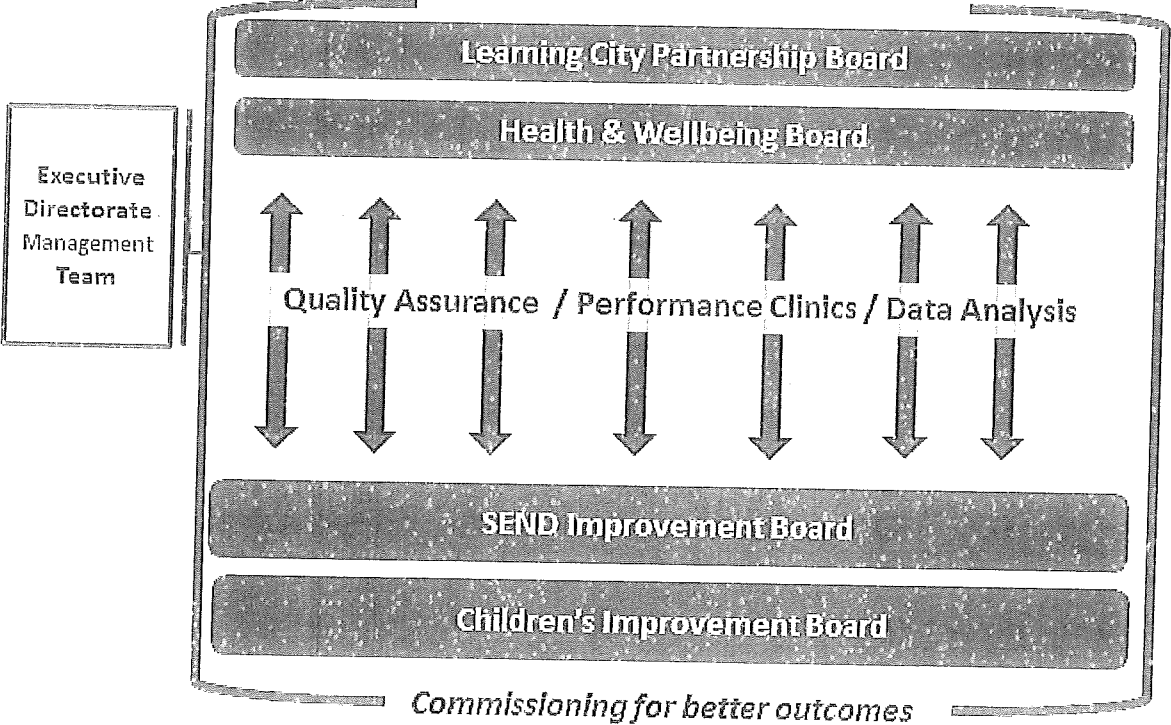 Learning City Partnership Board
Health & Wellbeing Board
Executive
Directorate
Management
Team
Quality Assurance / Performance Clinics / Data Analysis
SEND Improvement Board
Children's Improvement Board
Commissioning for better outcomes